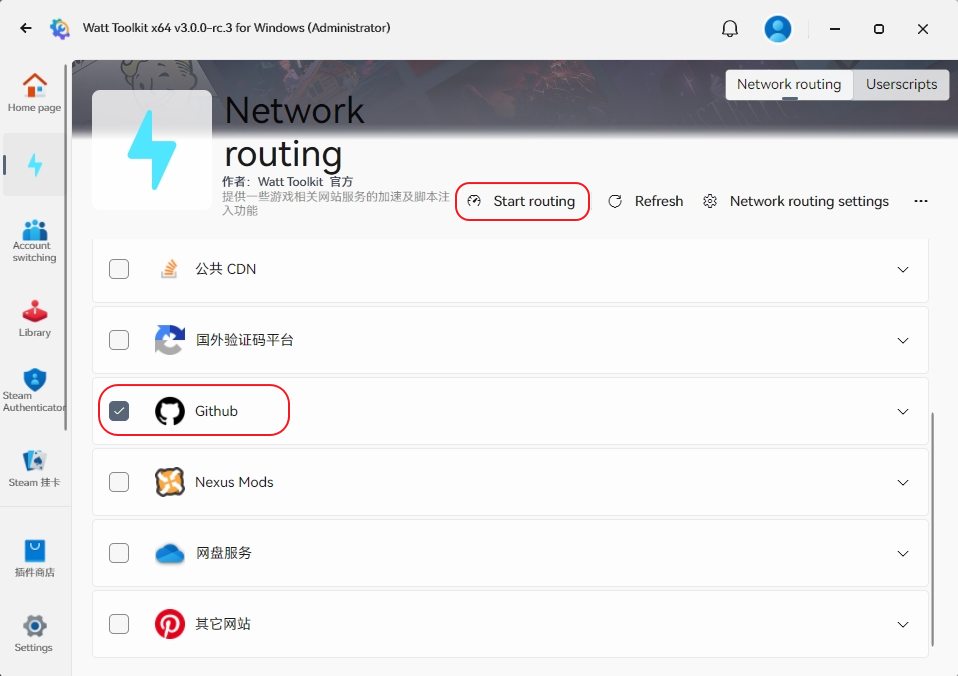 Watt Toolkit x64 v3.0.0-rc.3 for Windows (Administrator)
Home page
Account
switching
Library
Steam
Authenticator
Steam 挂卡
插件商店
Settings
Network routing
Userscripts
Network
routing
作者: Watt Toolkit 官方
提供一些游戏相关网站服务的加速及脚本注
入功能
Start routing
Refresh
Network routing settings
公共 CDN
国外验证码平台
Github
Nexus Mods
网盘服务
其它网站